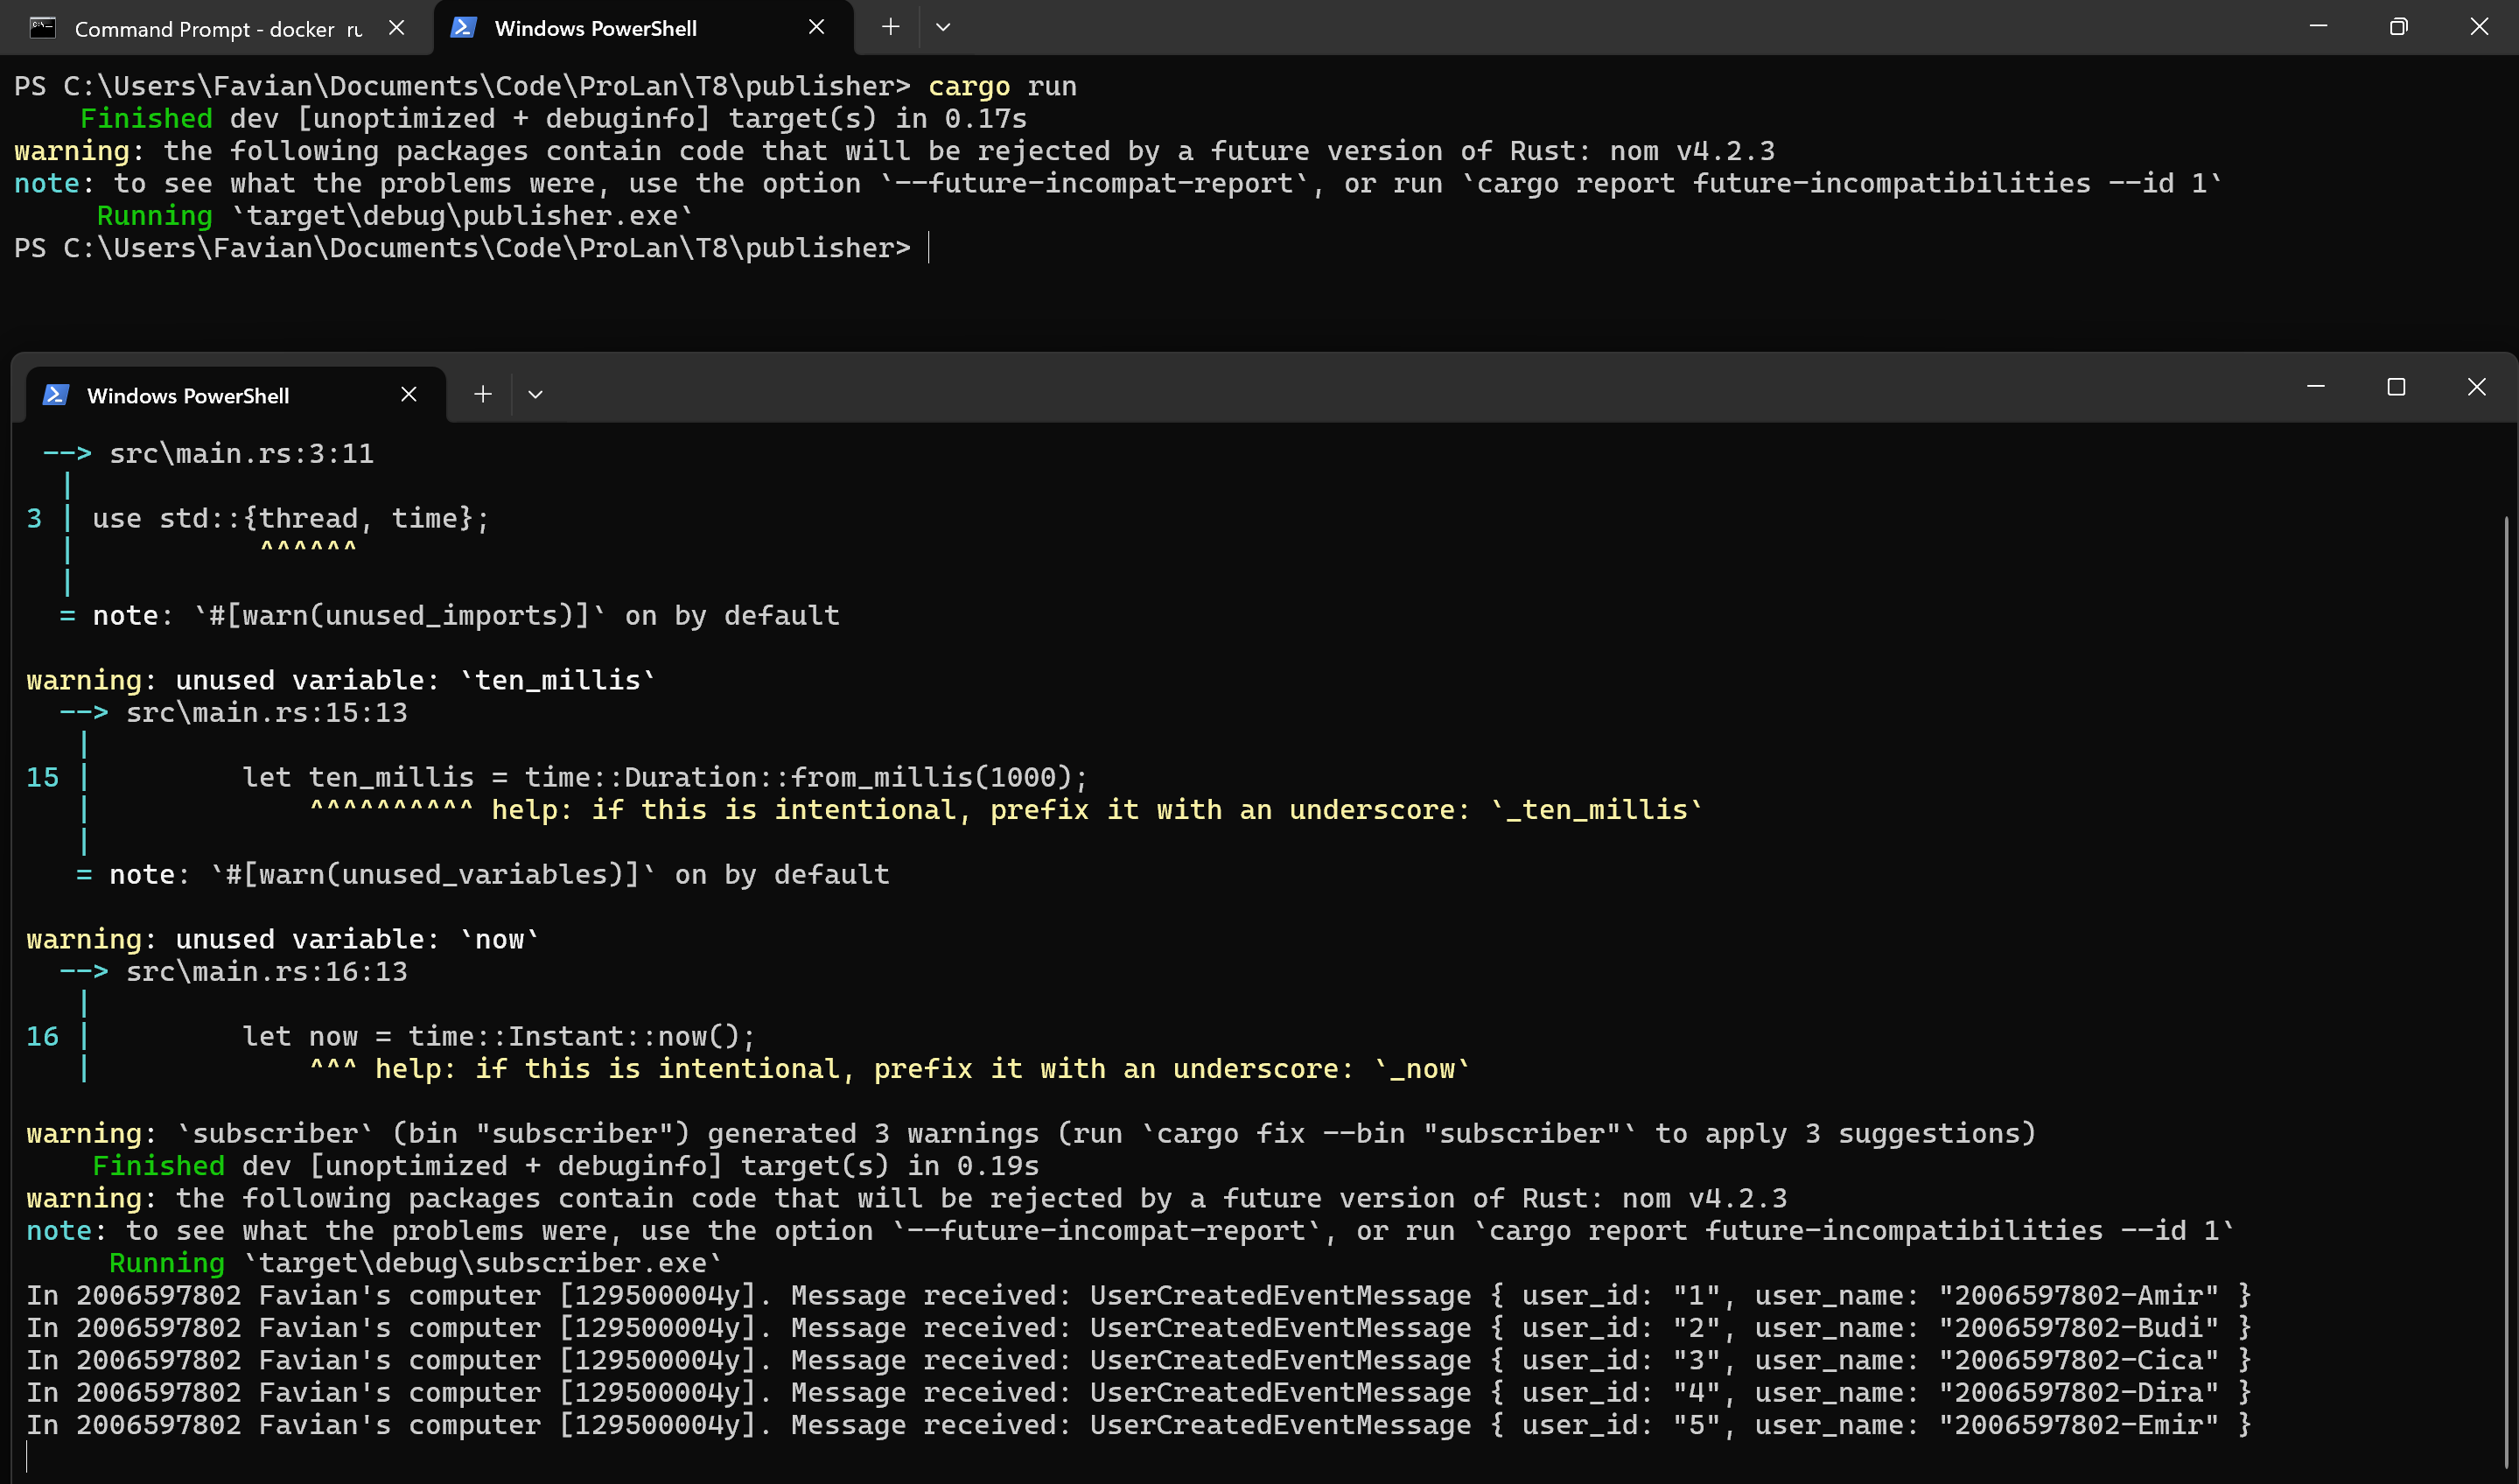 Command Prompt - docker ru
Windows PowerShell
PS C:\Users\Favian\Documents\Code\ProLan\T8\publisher> cargo run
    Finished dev [unoptimized + debuginfo] target(s) in 0.17s
warning: the following packages contain code that will be rejected by a future version of Rust: nom v4.2.3
note: to see what the problems were, use the option `--future-incompat-report`, or run `cargo report future-incompatibilities --id 1`
     Running `target\debug\publisher.exe`
PS C:\Users\Favian\Documents\Code\ProLan\T8\publisher>
Windows PowerShell
 --> src\main.rs:3:11
  |
3 | use std::{thread, time};
  |           ^^^^^^
  |
  = note: `#[warn(unused_imports)]` on by default
warning: unused variable: `ten_millis`
  --> src\main.rs:15:13
   |
15 |         let ten_millis = time::Duration::from_millis(1000);
   |             ^^^^^^^^^^ help: if this is intentional, prefix it with an underscore: `_ten_millis`
   |
   = note: `#[warn(unused_variables)]` on by default
warning: unused variable: `now`
  --> src\main.rs:16:13
   |
16 |         let now = time::Instant::now();
   |             ^^^ help: if this is intentional, prefix it with an underscore: `_now`
warning: `subscriber` (bin "subscriber") generated 3 warnings (run `cargo fix --bin "subscriber"` to apply 3 suggestions)
    Finished dev [unoptimized + debuginfo] target(s) in 0.19s
warning: the following packages contain code that will be rejected by a future version of Rust: nom v4.2.3
note: to see what the problems were, use the option `--future-incompat-report`, or run `cargo report future-incompatibilities --id 1`
     Running `target\debug\subscriber.exe`
In 2006597802 Favian's computer [129500004y]. Message received: UserCreatedEventMessage { user_id: "1", user_name: "2006597802-Amir" }
In 2006597802 Favian's computer [129500004y]. Message received: UserCreatedEventMessage { user_id: "2", user_name: "2006597802-Budi" }
In 2006597802 Favian's computer [129500004y]. Message received: UserCreatedEventMessage { user_id: "3", user_name: "2006597802-Cica" }
In 2006597802 Favian's computer [129500004y]. Message received: UserCreatedEventMessage { user_id: "4", user_name: "2006597802-Dira" }
In 2006597802 Favian's computer [129500004y]. Message received: UserCreatedEventMessage { user_id: "5", user_name: "2006597802-Emir" }